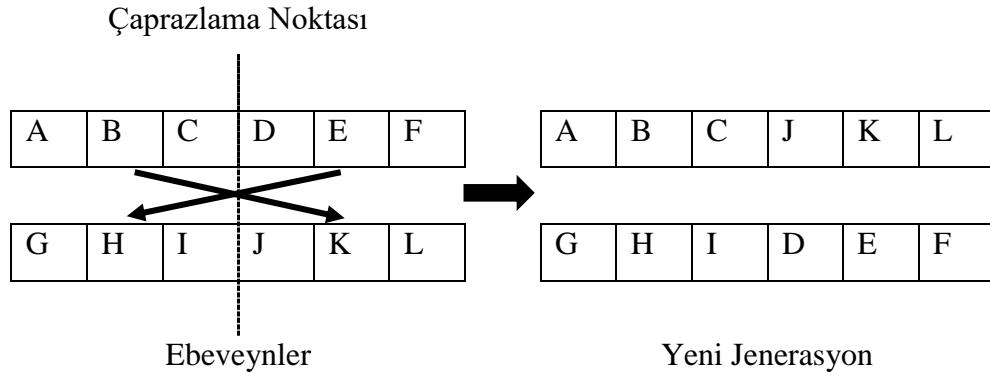 Çaprazlama Noktası
A B C D E F
A B C J K L
G H I J K L
G H I D E F
Ebeveynler
Yeni Jenerasyon